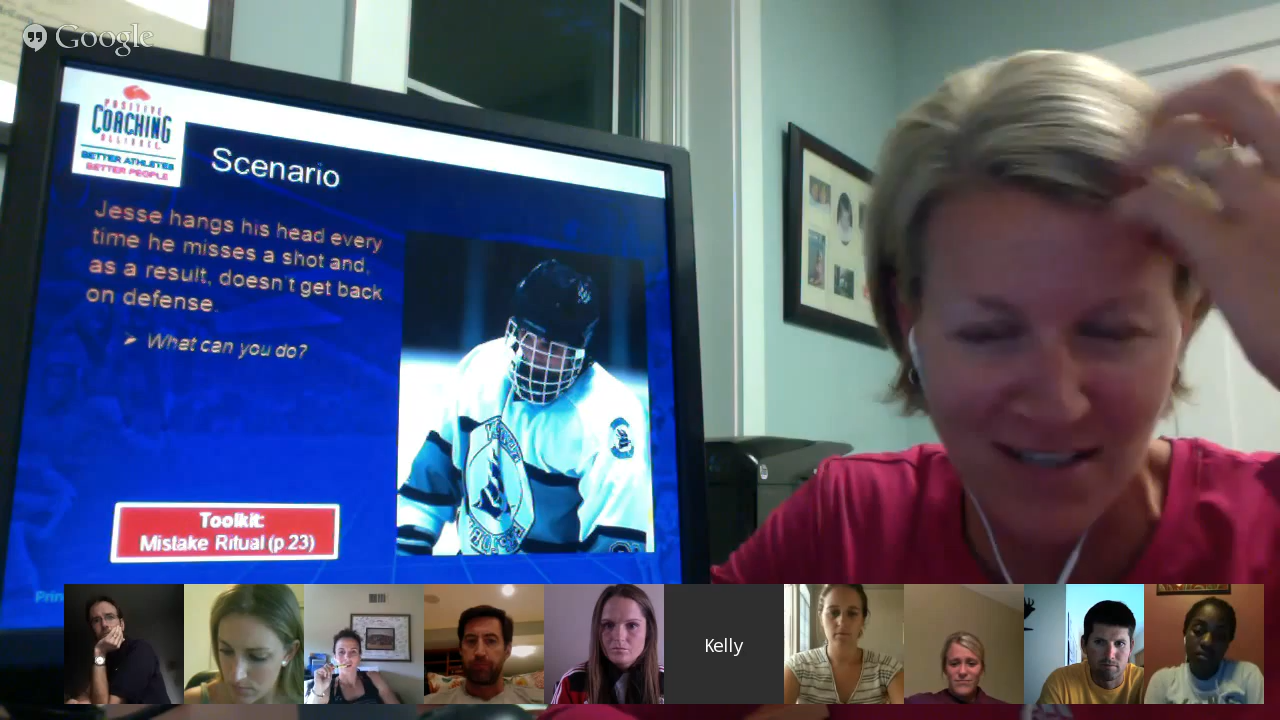 Google
POSITIVE
COACHING
ALLIANCE
BETTER ATHLETES
BETTER PEOPLE
Scenario
Jesse hangs his head every
time he misses a shot and,
as a result, doesn't get back
on defense.
➤ What can you do?
Toolkit:
Mistake Ritual (p.23)
Kelly